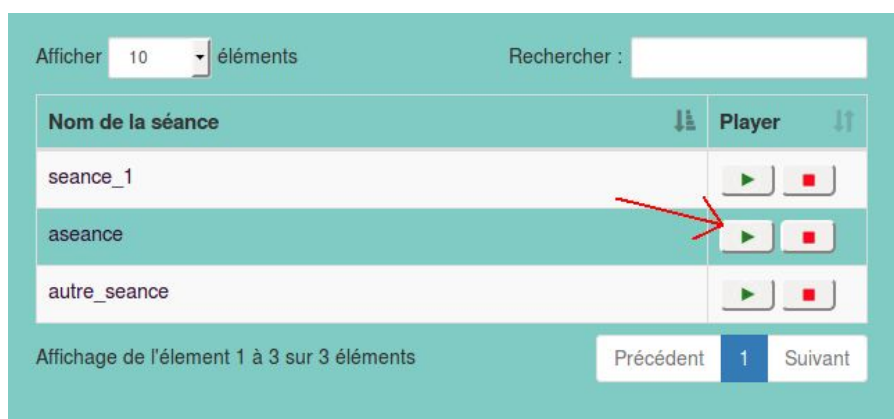 Afficher 10 éléments Rechercher :
Nom de la séance Player
seance_1
aseance
autre_seance
Affichage de l'élement 1 à 3 sur 3 éléments Précédent 1 Suivant